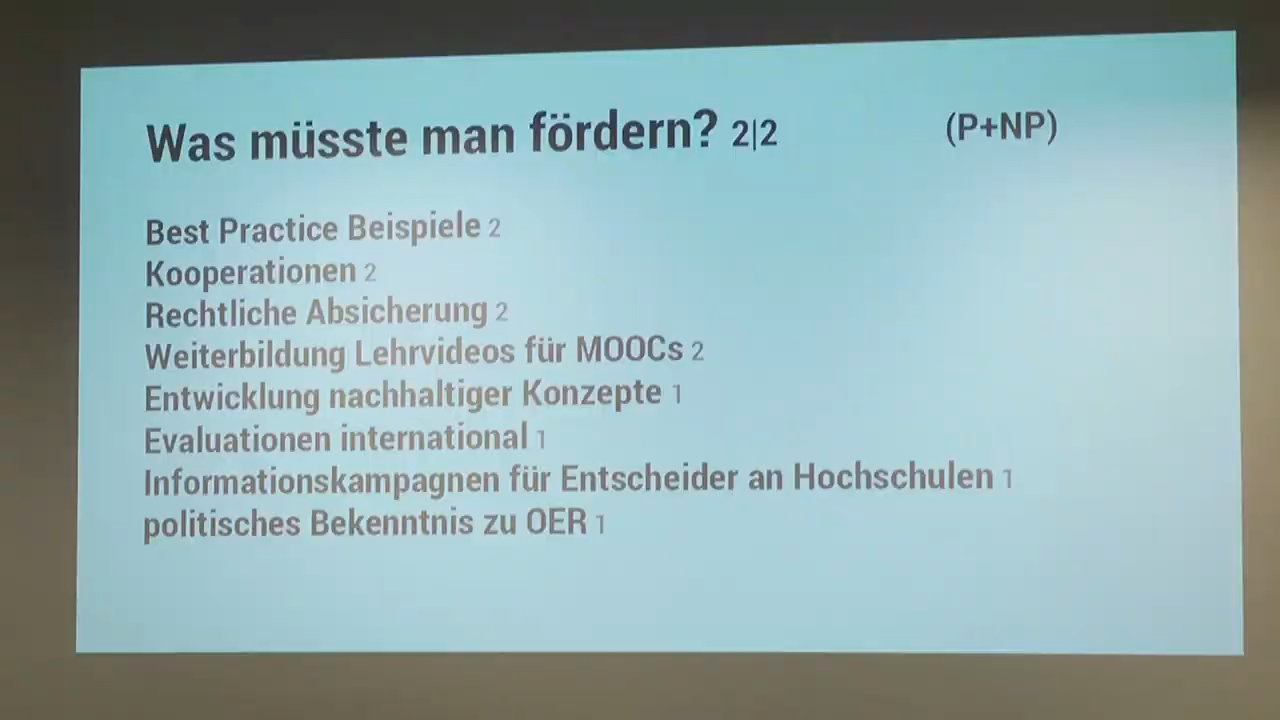 Was müsste man fördern? 2|2 (P+NP)
Best Practice Beispiele 2
Kooperationen 2
Rechtliche Absicherung 2
Weiterbildung Lehrvideos für MOOCs 2
Entwicklung nachhaltiger Konzepte 1
Evaluationen international 1
Informationskampagnen für Entscheider an Hochschulen 1
politisches Bekenntnis zu OER 1